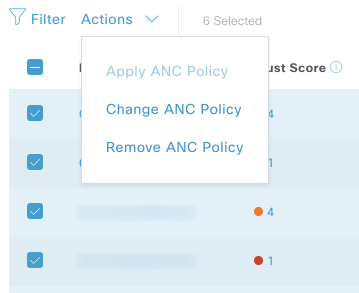 Filter Actions 6 Selected
Apply ANC Policy
ust Score
Change ANC Policy
4
Remove ANC Policy
1
4
1